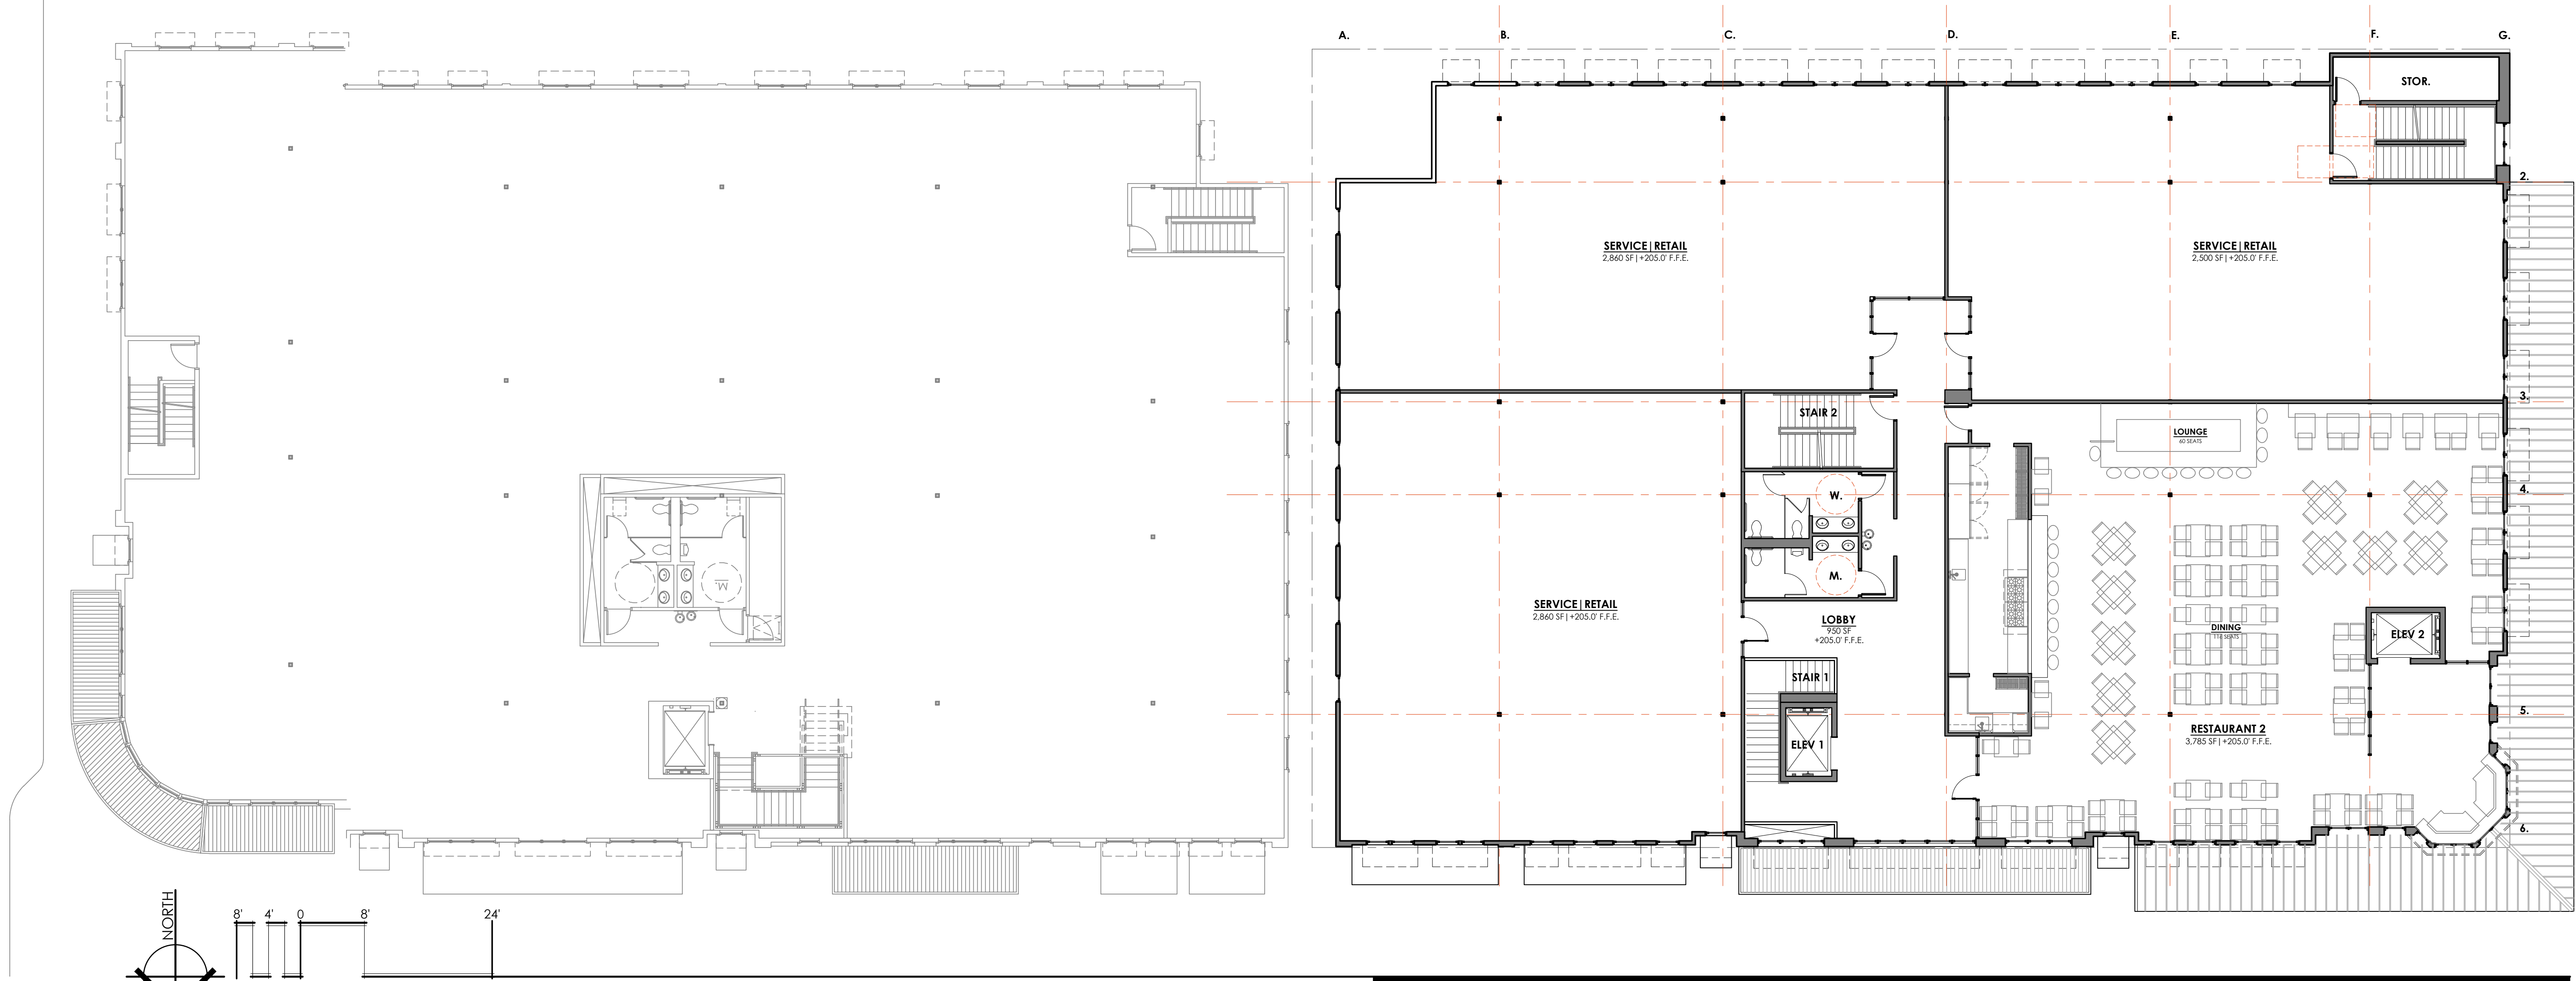 A.
B.
C.
D.
E.
F.
G.
STOR.
2.
SERVICE|RETAIL
2,860 SF|+205.0' F.F.E.
SERVICE|RETAIL
2,500 SF|+205.0' F.F.E.
3.
STAIR 2
LOUNGE
60 SEATS
W.
4.
M.
M.
SERVICE|RETAIL
2,860 SF|+205.0' F.F.E.
LOBBY
950 SF
+205.0' F.F.E.
DINING
SEATS
ELEV 2
STAIR 1
5.
RESTAURANT 2
3,785 SF|+205.0' F.F.E.
ELEV 1
6.
NORTH
8' 4' 0 8' 24'